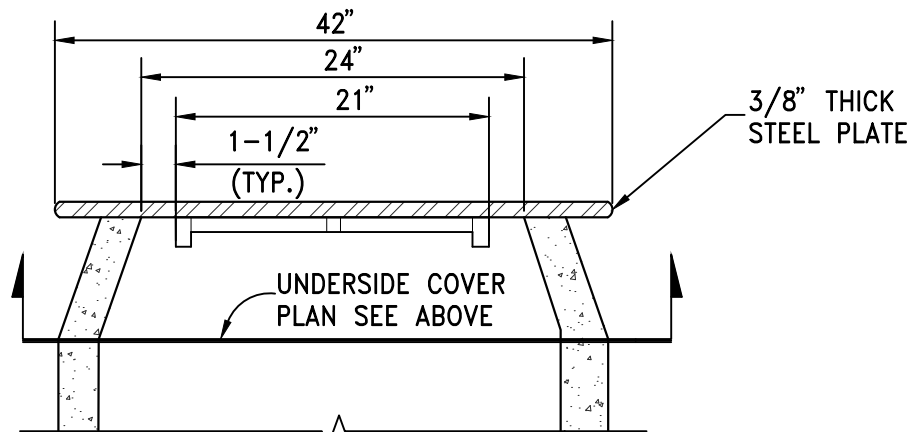 42”
24”
21”
1-1/2”
(TYP.)
3/8” THICK
STEEL PLATE
UNDERSIDE COVER
PLAN SEE ABOVE